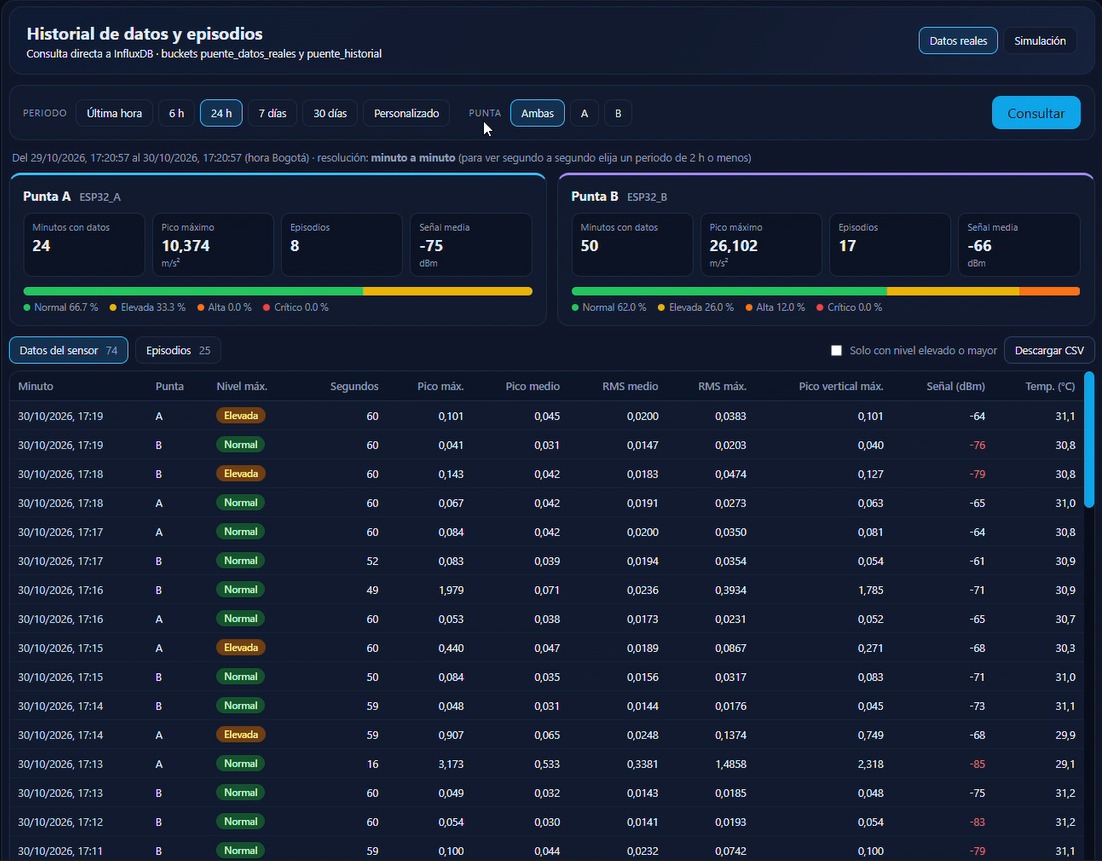 Historial de datos y episodios
Consulta directa a InfluxDB · buckets puente_datos_reales y puente_historial
Datos reales Simulación
PERIODO Última hora 6 h 24 h 7 días 30 días Personalizado PUNTA Ambas A B Consultar
Del 29/10/2026, 17:20:57 al 30/10/2026, 17:20:57 (hora Bogotá) · resolución: minuto a minuto (para ver segundo a segundo elija un periodo de 2 h o menos)
Punta A ESP32_A
Minutos con datos Pico máximo Episodios Señal media
24 10,374 8 -75
m/s² dBm
Normal 66.7 % Elevada 33.3 % Alta 0.0 % Crítico 0.0 %
Punta B ESP32_B
Minutos con datos Pico máximo Episodios Señal media
50 26,102 17 -66
m/s² dBm
Normal 62.0 % Elevada 26.0 % Alta 12.0 % Crítico 0.0 %
Datos del sensor 74 Episodios 25 Solo con nivel elevado o mayor Descargar CSV
Minuto Punta Nivel máx. Segundos Pico máx. Pico medio RMS medio RMS máx. Pico vertical máx. Señal (dBm) Temp. (°C)
30/10/2026, 17:19 A Elevada 60 0,101 0,045 0,0200 0,0383 0,101 -64 31,1
30/10/2026, 17:19 B Normal 60 0,041 0,031 0,0147 0,0203 0,040 -76 30,8
30/10/2026, 17:18 B Elevada 60 0,143 0,042 0,0183 0,0474 0,127 -79 30,8
30/10/2026, 17:18 A Normal 60 0,067 0,042 0,0191 0,0273 0,063 -65 31,0
30/10/2026, 17:17 A Normal 60 0,084 0,042 0,0200 0,0350 0,081 -64 30,8
30/10/2026, 17:17 B Normal 52 0,083 0,039 0,0194 0,0354 0,054 -61 30,9
30/10/2026, 17:16 B Normal 49 1,979 0,071 0,0236 0,3934 1,785 -71 30,9
30/10/2026, 17:16 A Normal 60 0,053 0,038 0,0173 0,0231 0,052 -65 30,7
30/10/2026, 17:15 A Elevada 60 0,440 0,047 0,0189 0,0867 0,271 -68 30,3
30/10/2026, 17:15 B Normal 50 0,084 0,035 0,0156 0,0317 0,083 -71 31,0
30/10/2026, 17:14 B Normal 59 0,048 0,031 0,0144 0,0176 0,045 -73 31,1
30/10/2026, 17:14 A Elevada 59 0,907 0,065 0,0248 0,1374 0,749 -68 29,9
30/10/2026, 17:13 A Normal 16 3,173 0,533 0,3381 1,4858 2,318 -85 29,1
30/10/2026, 17:13 B Normal 60 0,049 0,032 0,0143 0,0185 0,048 -75 31,2
30/10/2026, 17:12 B Normal 60 0,054 0,030 0,0141 0,0193 0,054 -83 31,2
30/10/2026, 17:11 B Normal 59 0,100 0,044 0,0232 0,0742 0,100 -79 31,1